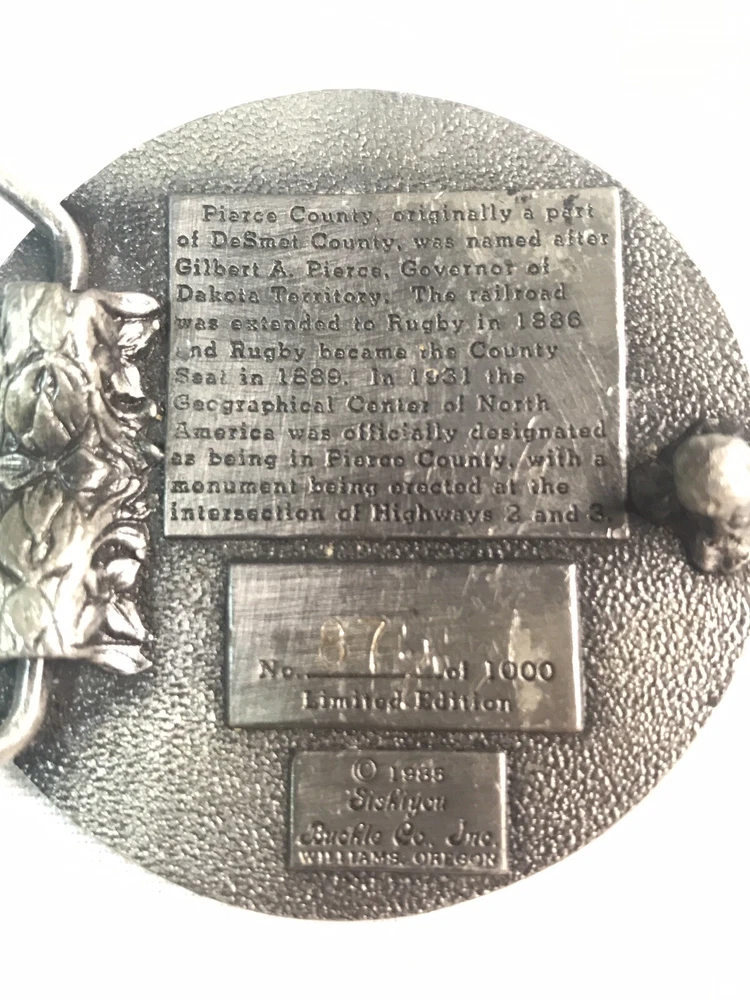 Pierce County, originally a part
of DeSmet County, was named after
Gilbert A. Pierce, Governor of
Dakota Territory. The railroad
was extended to Rugby in 1886
and Rugby became the County
Seat in 1889. In 1931 the
Geographical Center of North
America was officially designated
as being in Pierce County, with a
monument being erected at the
intersection of Highways 2 and 3.
No. of 1000
Limited Edition
Siskiyou
Buckle Co. Inc.
WILLIAMS, OREGON